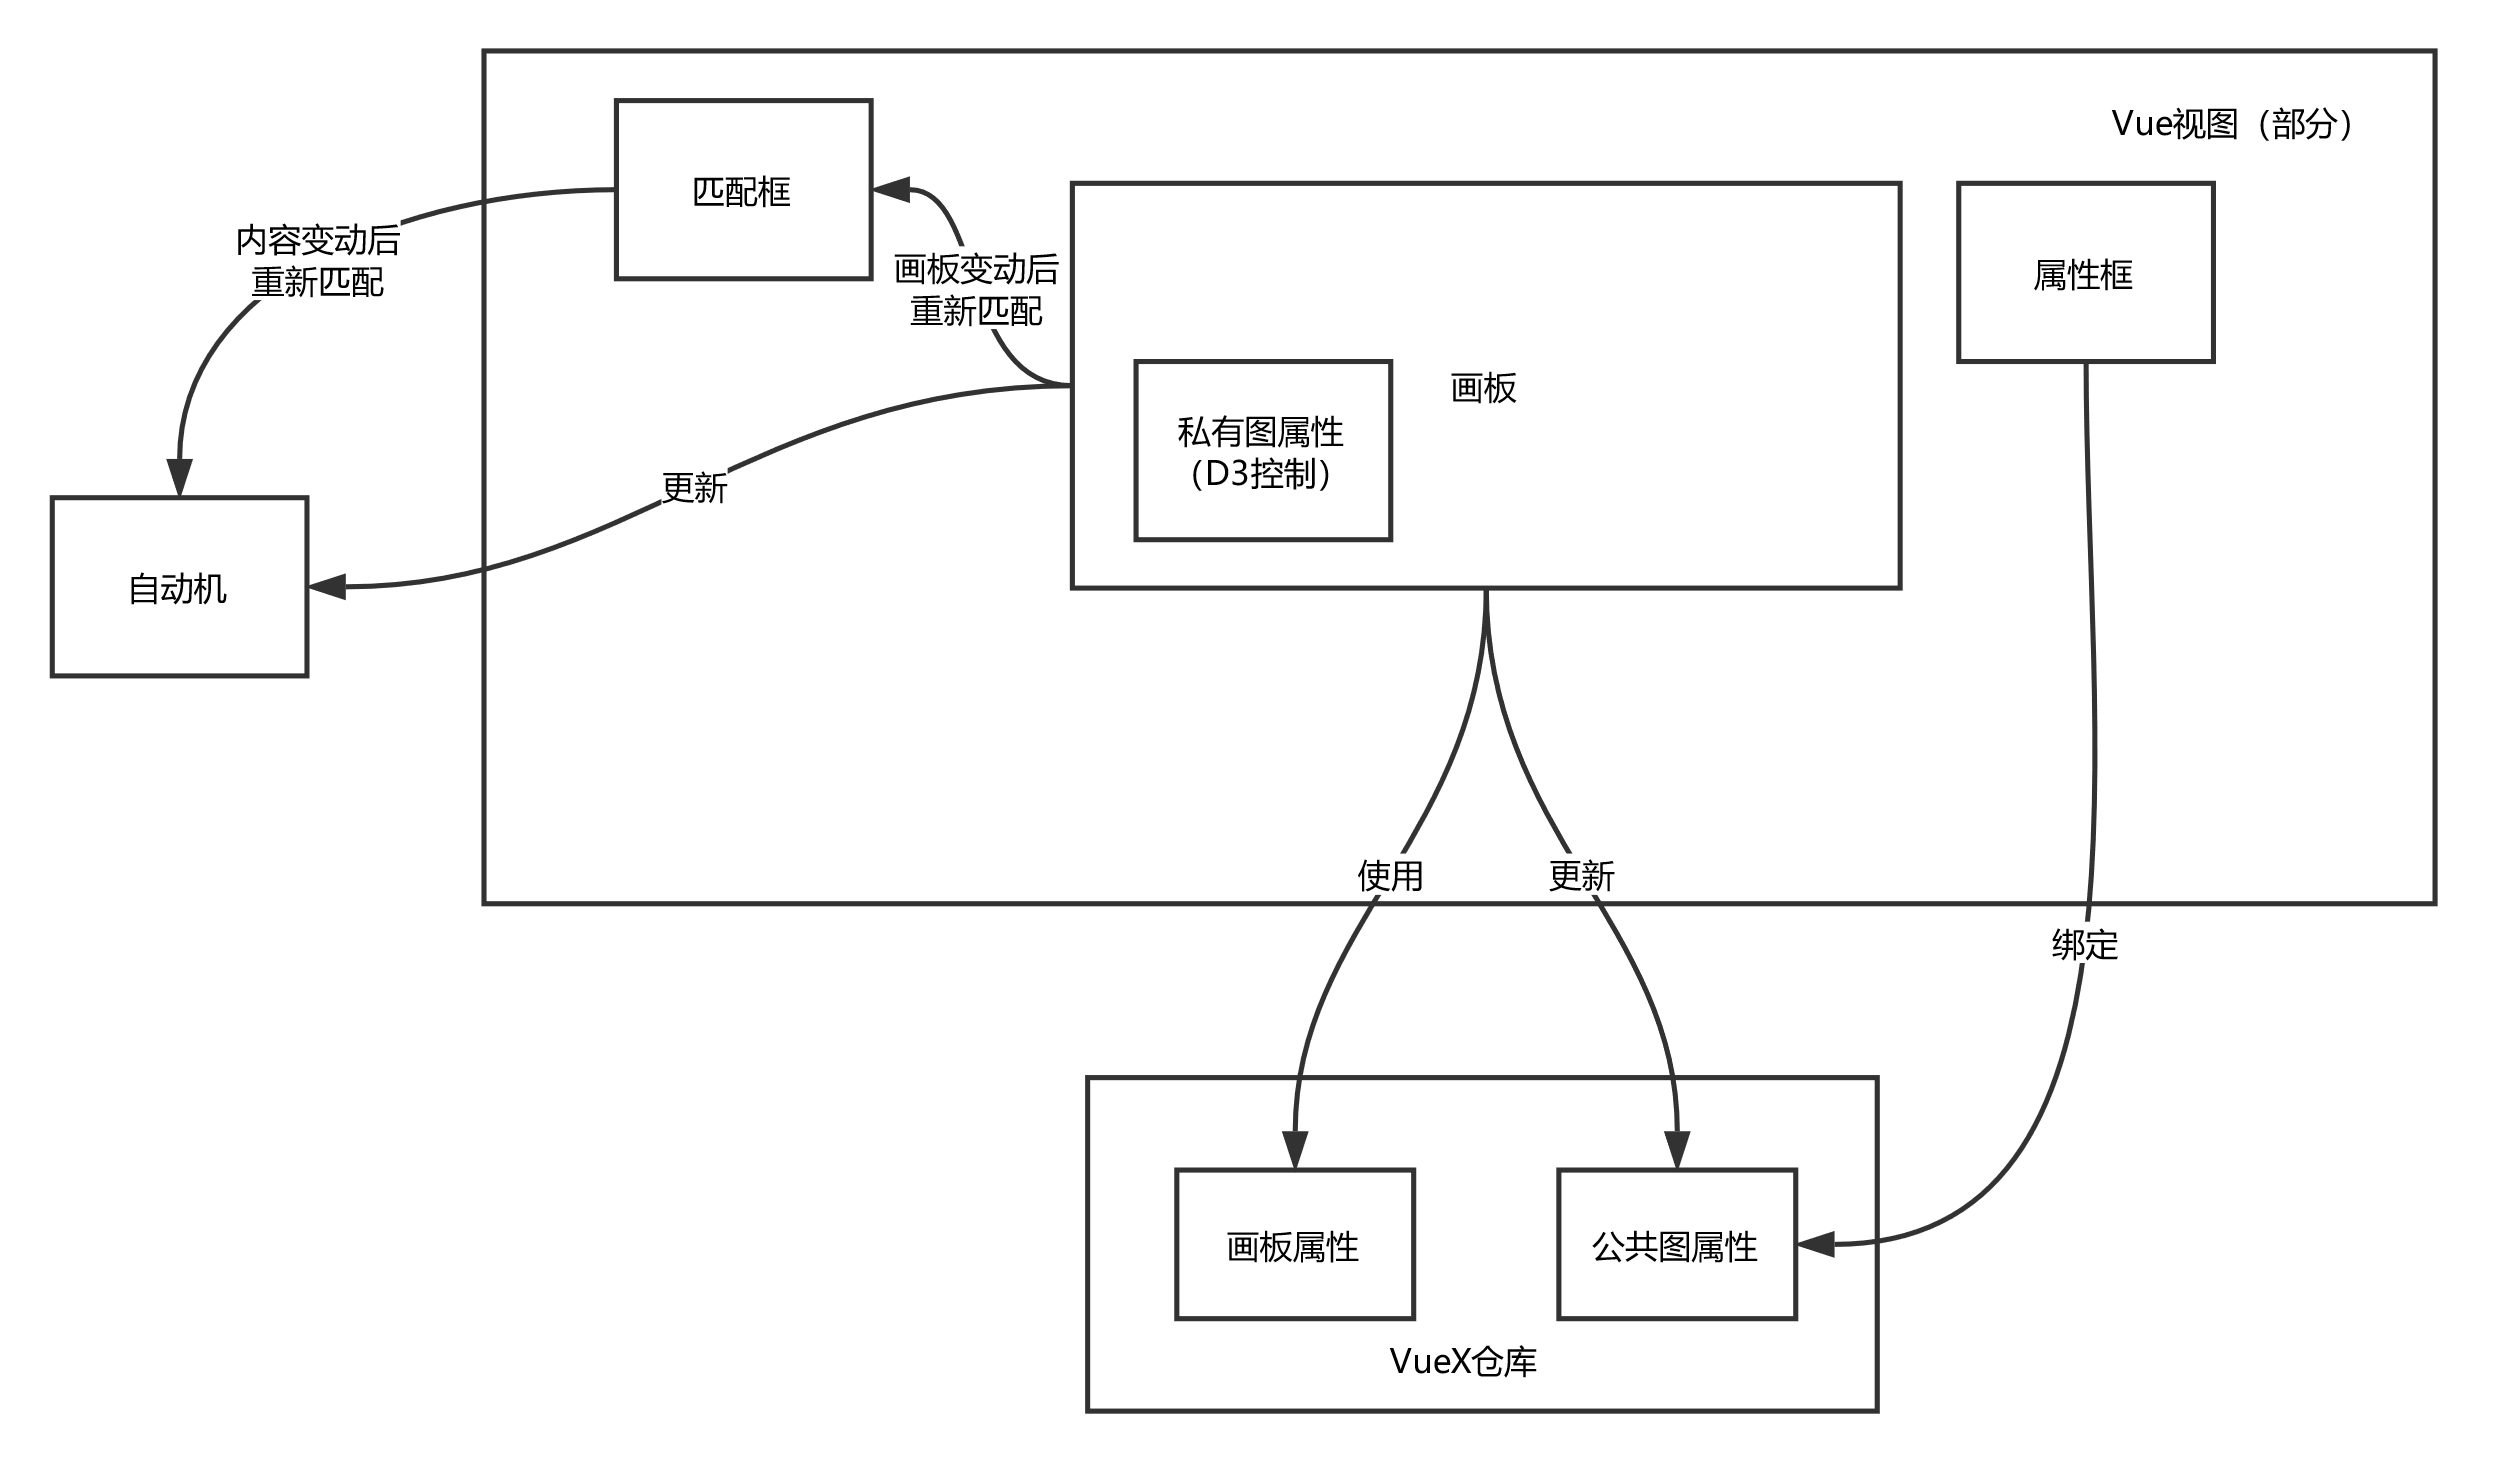 Vue视图（部分）
匹配框
内容变动后
重新匹配
画板变动后
重新匹配
属性框
画板
私有图属性
（D3控制）
更新
自动机
使用
更新
绑定
画板属性
公共图属性
VueX仓库